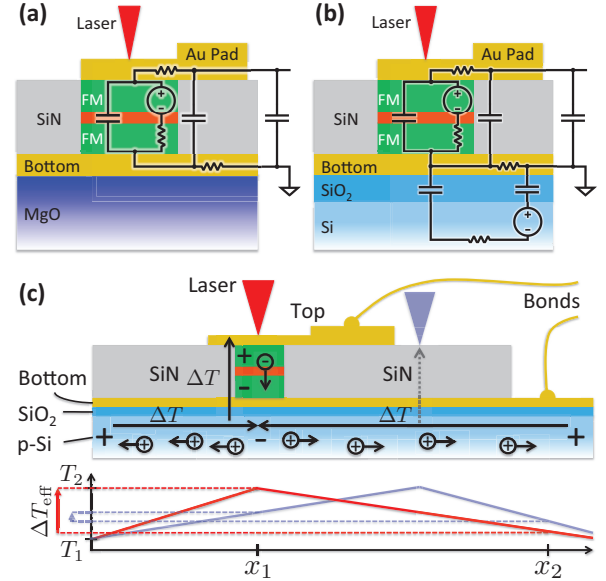 (a)
Laser
Au Pad
FM
SiN
FM
Bottom
MgO
(b)
Laser
Au Pad
FM
SiN
FM
Bottom
SiO₂
Si
(c)
Laser
Top
Bonds
+
SiN
ΔT
-
SiN
Bottom
SiO₂
ΔT
ΔT
p-Si
+
-
+
T₂
ΔT_eff
T₁
x₁
x₂